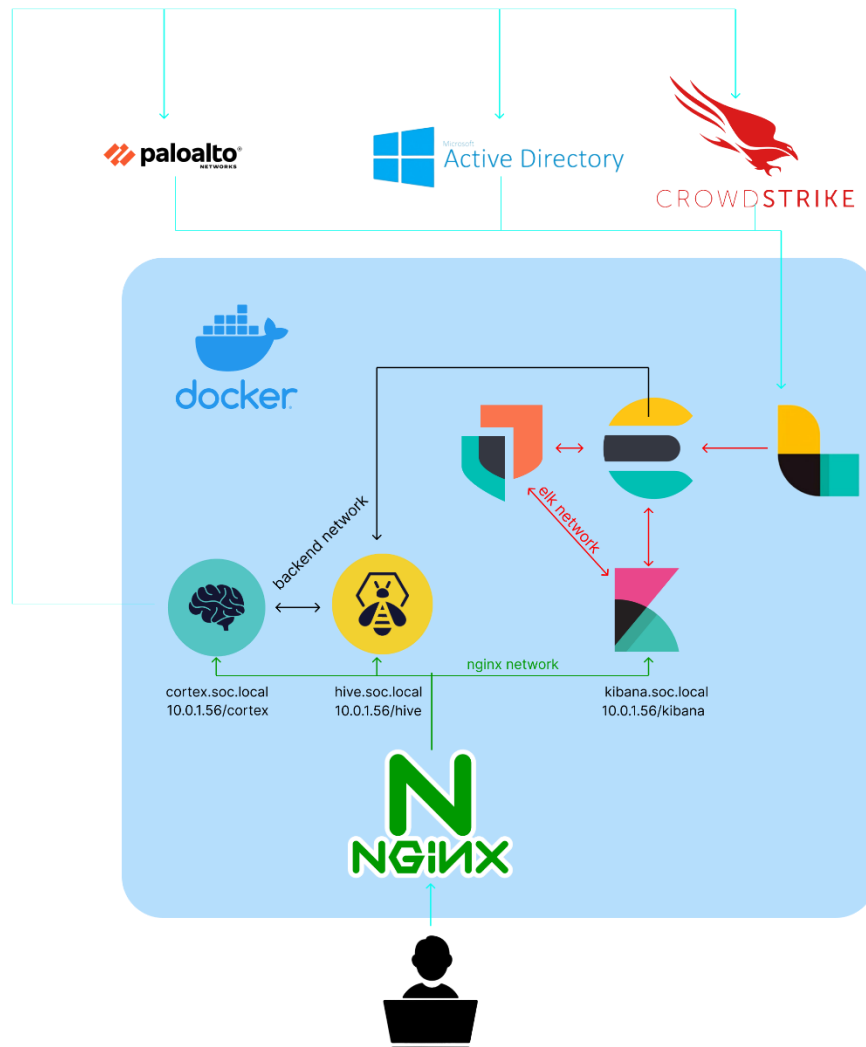 paloalto®
NETWORKS
Microsoft
Active Directory
CROWDSTRIKE
docker
elk network
backend network
nginx network
cortex.soc.local
10.0.1.56/cortex
hive.soc.local
10.0.1.56/hive
kibana.soc.local
10.0.1.56/kibana
N
NGiNX